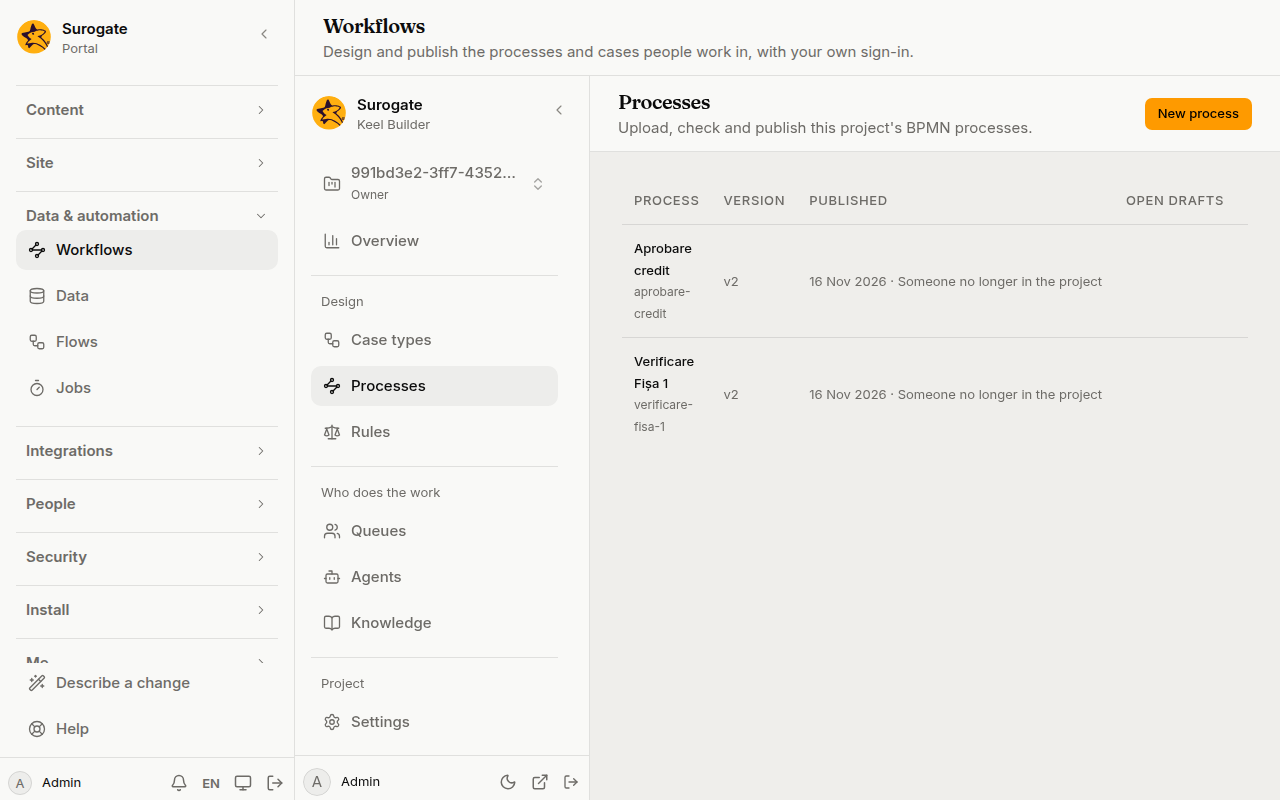 Surogate
Portal
Content
Site
Data & automation
Workflows
Data
Flows
Jobs
Integrations
People
Security
Install
Me
Describe a change
Help
A
Admin
EN
Workflows
Design and publish the processes and cases people work in, with your own sign-in.
Surogate
Keel Builder
991bd3e2-3ff7-4352...
Owner
Overview
Design
Case types
Processes
Rules
Who does the work
Queues
Agents
Knowledge
Project
Settings
A
Admin
Processes
Upload, check and publish this project's BPMN processes.
New process
PROCESS VERSION PUBLISHED OPEN DRAFTS
Aprobare
credit
aprobare-
credit
v2
16 Nov 2026 · Someone no longer in the project
Verificare
Fișa 1
verificare-
fisa-1
v2
16 Nov 2026 · Someone no longer in the project